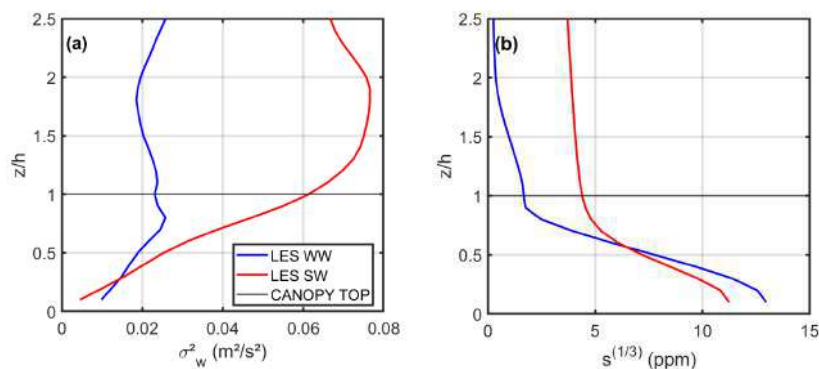 2.5
(a)
2
1.5
z/h
1
0.5
0
LES WW
LES SW
CANOPY TOP
0
0.02
0.04
0.06
0.08
σ²w (m²/s²)
2.5
(b)
2
1.5
z/h
1
0.5
0
0
5
10
15
s(1/3) (ppm)